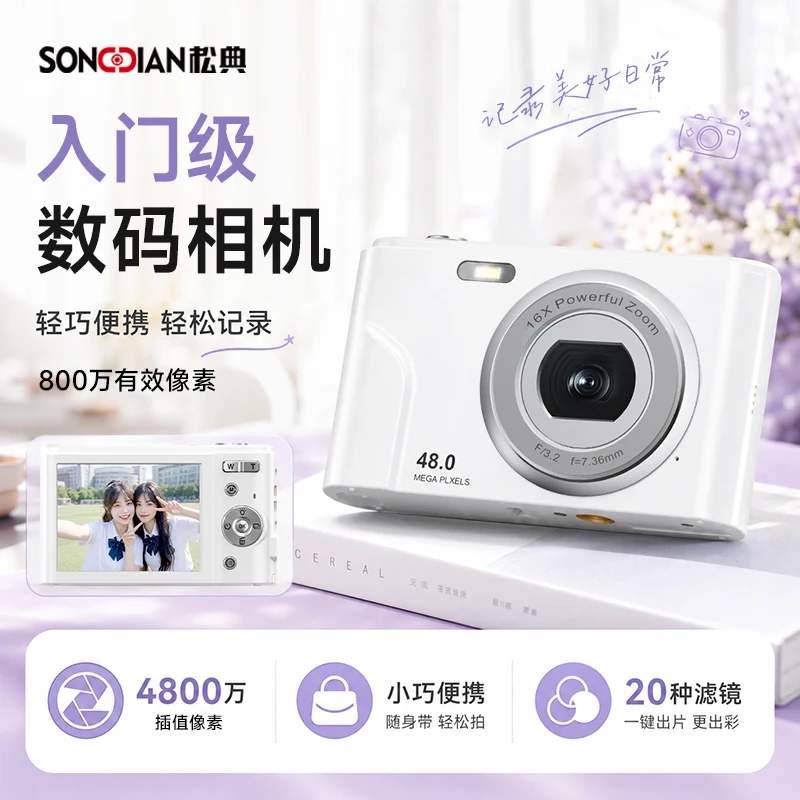 SONGDIAN松典
记录美好日常
入门级
数码相机
轻巧便携 轻松记录
800万有效像素
16X Powerful Zoom
F/3.2 f=7.36mm
48.0
MEGA PLXELS
W T
OK
CEREAL
4800万
插值像素
小巧便携
随身带 轻松拍
20种滤镜
一键出片 更出彩